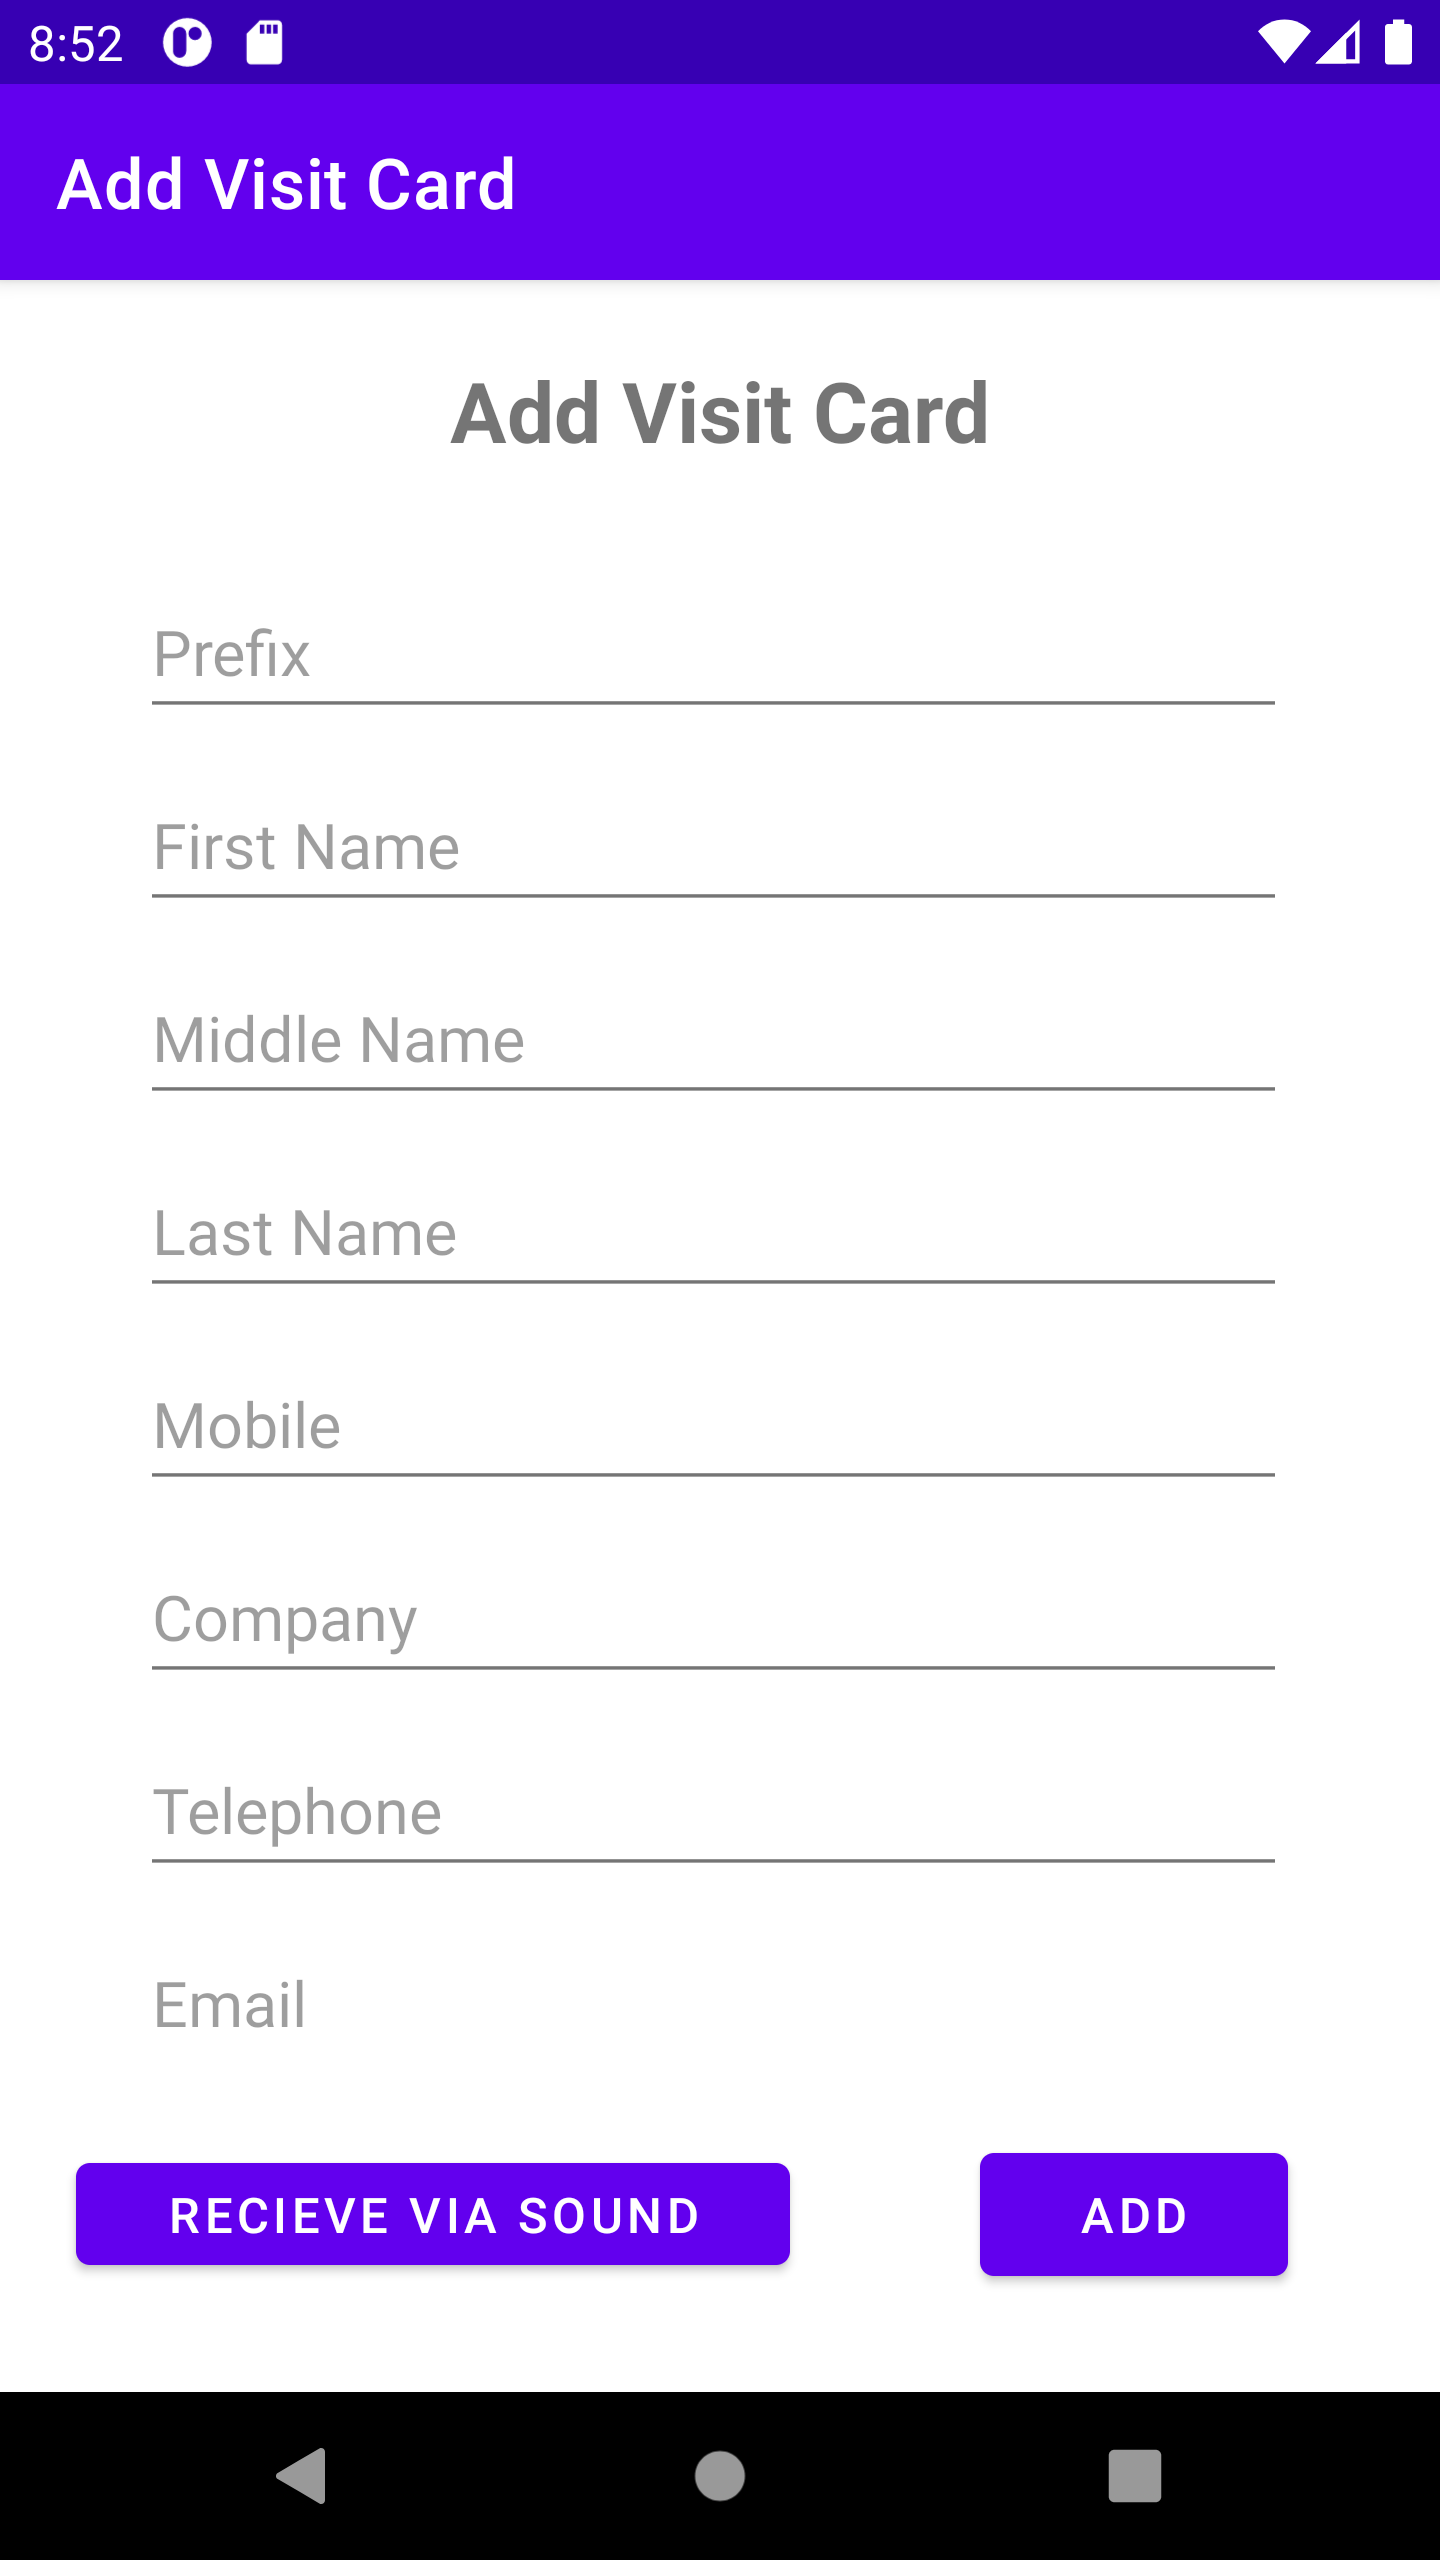 8:52
Add Visit Card
Add Visit Card
Prefix
First Name
Middle Name
Last Name
Mobile
Company
Telephone
Email
RECIEVE VIA SOUND
ADD